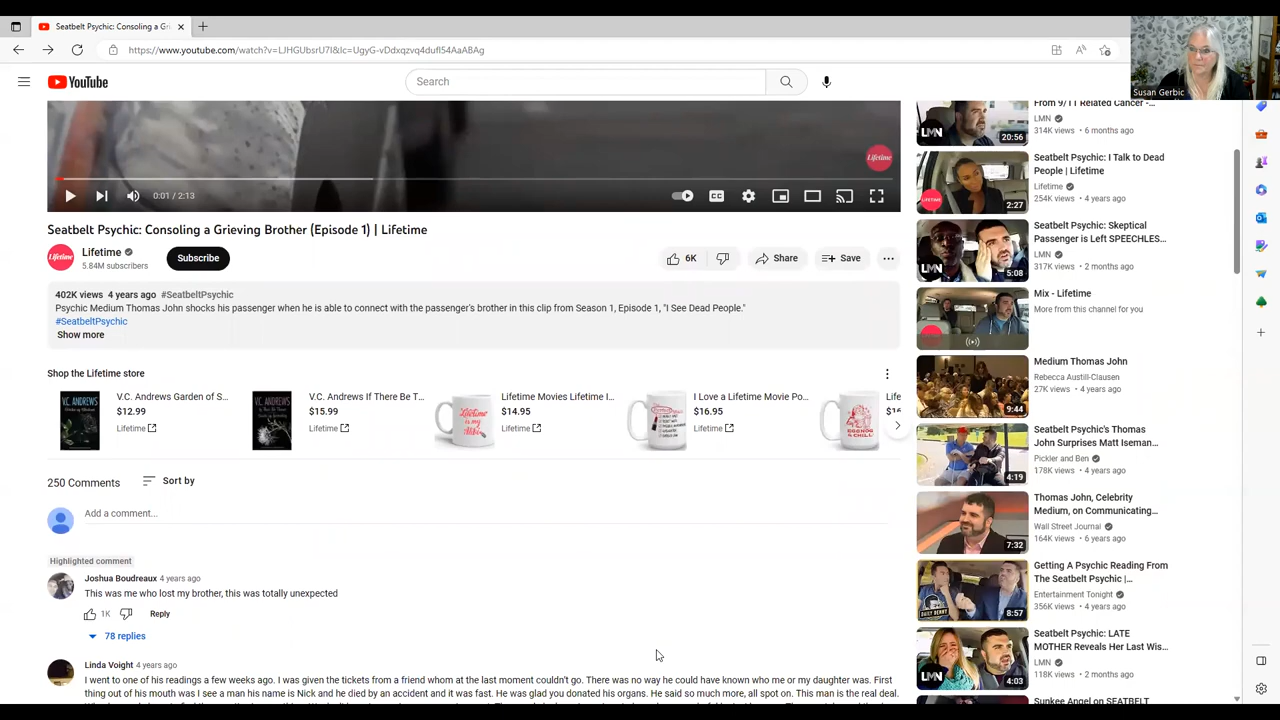 Seatbelt Psychic: Consoling a Gri
https://www.youtube.com/watch?v=LJHGUbsrU7I&lc=UgyG-vDdxqzvq4dufl54AaABAg
Susan Gerbic
YouTube
Search
Lifetime
0:01 / 2:13
CC
Seatbelt Psychic: Consoling a Grieving Brother (Episode 1) | Lifetime
Lifetime
Lifetime
5.84M subscribers
Subscribe
6K
Share
Save
402K views 4 years ago #SeatbeltPsychic
Psychic Medium Thomas John shocks his passenger when he is able to connect with the passenger's brother in this clip from Season 1, Episode 1, "I See Dead People."
#SeatbeltPsychic
Show more
Shop the Lifetime store
V.C. ANDREWS
V.C. Andrews Garden of S...
$12.99
Lifetime
V.C. ANDREWS
V.C. Andrews If There Be T...
$15.99
Lifetime
Lifetime Movies Lifetime I...
$14.95
Lifetime
I Love a Lifetime Movie Po...
$16.95
Lifetime
Life
$16
Life
250 Comments
Sort by
Add a comment...
Highlighted comment
Joshua Boudreaux 4 years ago
This was me who lost my brother, this was totally unexpected
1K
Reply
78 replies
Linda Voight 4 years ago
I went to one of his readings a few weeks ago. I was given the tickets from a friend whom at the last moment couldn't go. There was no way he could have known who me or my daughter was. First
thing out of his mouth was I see a man his name is Nick and he died by an accident and it was fast. He was glad you donated his organs. He said so much more, all spot on. This man is the real deal.
From 9/11 Related Cancer -...
LMN
314K views 6 months ago
LMN
20:56
Seatbelt Psychic: I Talk to Dead
People | Lifetime
Lifetime
254K views 4 years ago
2:27
Seatbelt Psychic: Skeptical
Passenger is Left SPEECHLES...
LMN
317K views 2 months ago
LMN
5:08
Mix - Lifetime
More from this channel for you
Medium Thomas John
Rebecca Austill-Clausen
27K views 4 years ago
9:44
Seatbelt Psychic's Thomas
John Surprises Matt Iseman...
Pickler and Ben
178K views 4 years ago
4:19
Thomas John, Celebrity
Medium, on Communicating...
Wall Street Journal
164K views 6 years ago
7:32
Getting A Psychic Reading From
The Seatbelt Psychic |...
Entertainment Tonight
356K views 4 years ago
8:57
Seatbelt Psychic: LATE
MOTHER Reveals Her Last Wis...
LMN
118K views 2 months ago
LMN
4:03
Sunkee Angel on SEATBELT